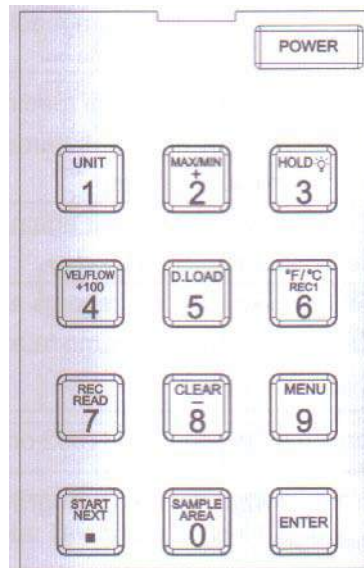 POWER
UNIT
1
MAX/MIN
+
2
HOLD
3
VEL/FLOW
+100
4
D.LOAD
5
°F/°C
REC1
6
REC
READ
7
CLEAR
−
8
MENU
9
START
NEXT
.
SAMPLE
AREA
0
ENTER